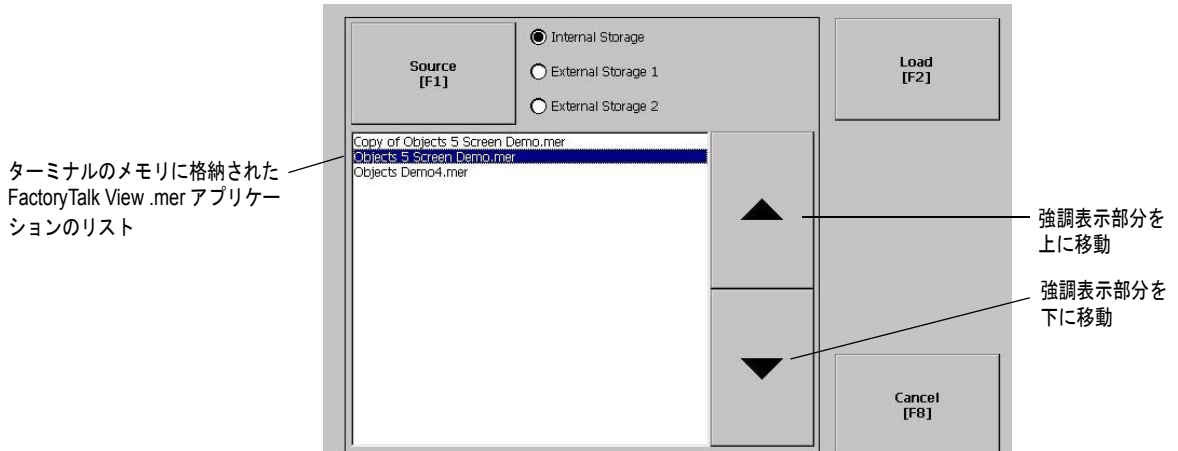 Source
[F1]
Internal Storage
External Storage 1
External Storage 2
Load
[F2]
Copy of Objects 5 Screen Demo.mer
Objects 5 Screen Demo.mer
Objects Demo4.mer
ターミナルのメモリに格納された
FactoryTalk View .mer アプリケー
ションのリスト
強調表示部分を
上に移動
強調表示部分を
下に移動
Cancel
[F8]